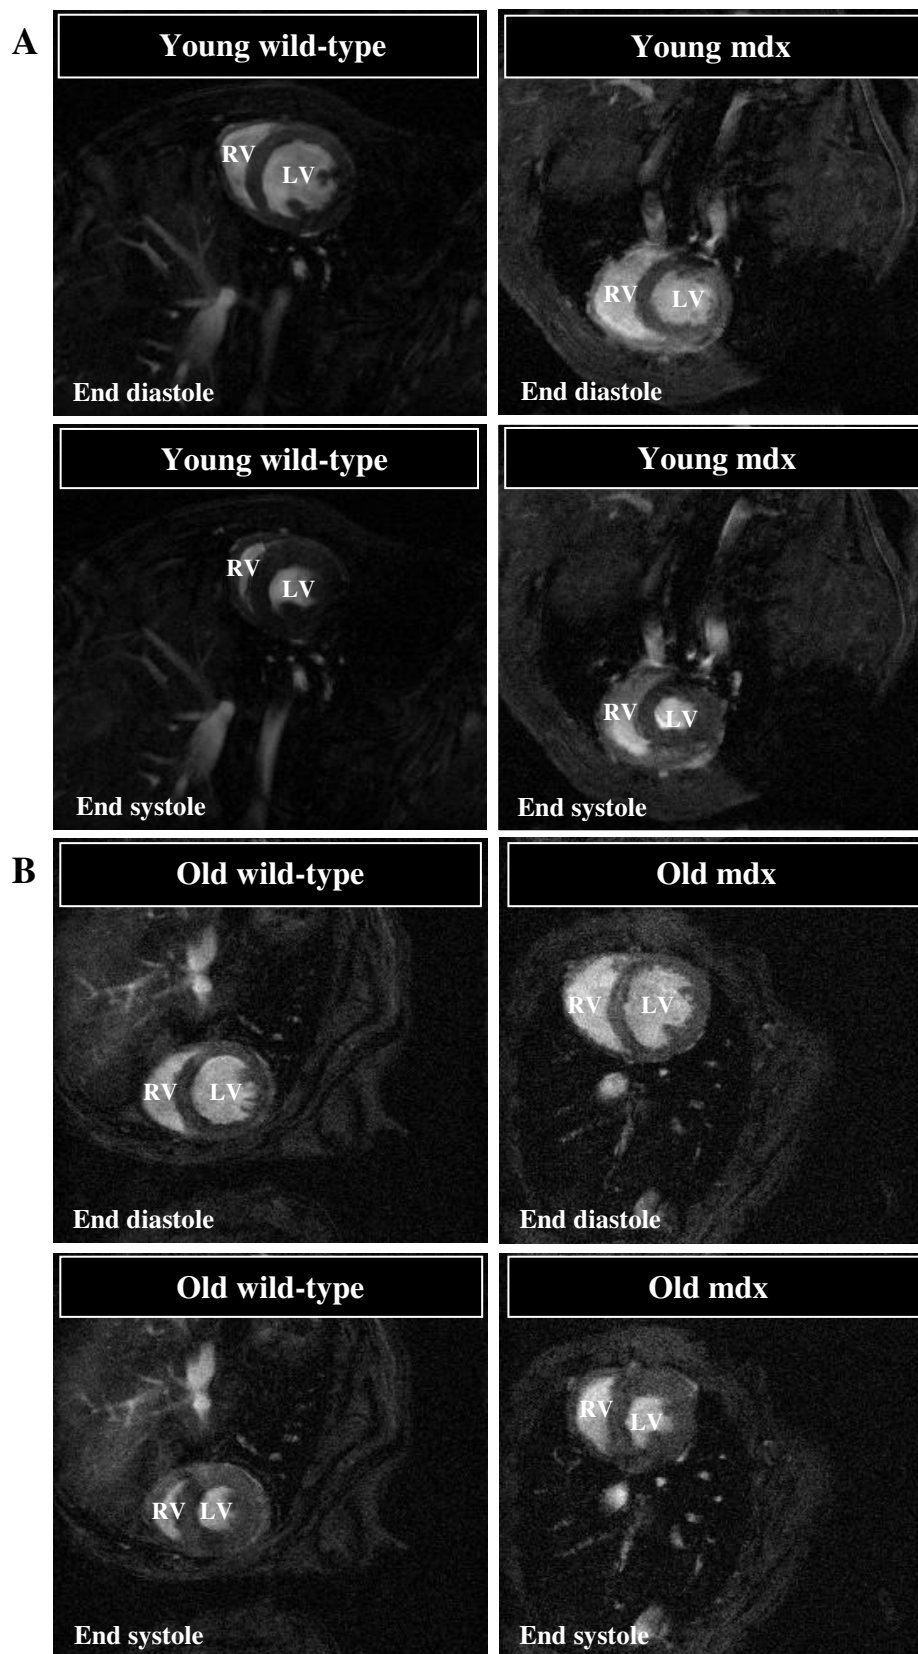 A
Young wild-type
Young mdx
RV
LV
RV
LV
End diastole
End diastole
Young wild-type
Young mdx
RV
LV
RV
LV
End systole
End systole
B
Old wild-type
Old mdx
RV
LV
RV
LV
End diastole
End diastole
Old wild-type
Old mdx
RV
LV
RV
LV
End systole
End systole